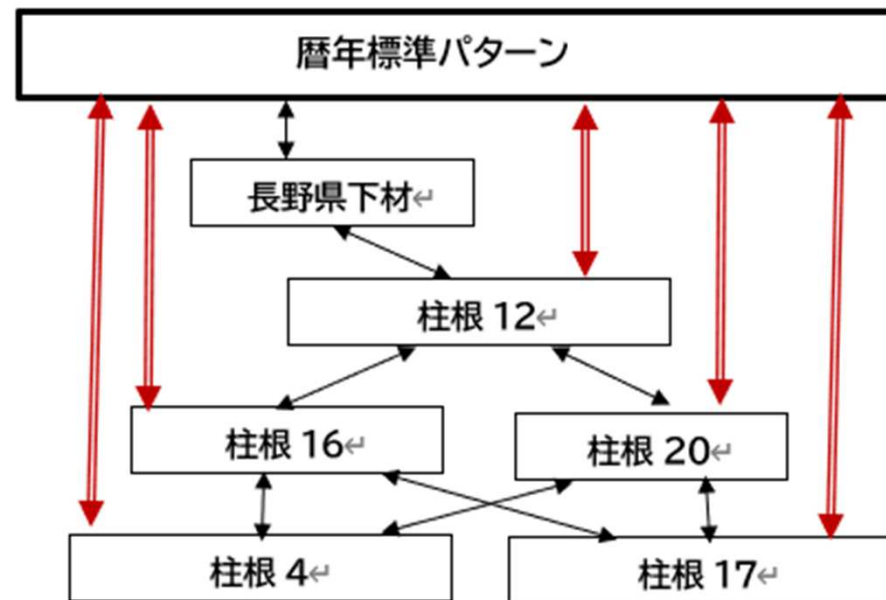 暦年標準パターン
長野県下材↵
柱根 12↵
柱根 16↵
柱根 20↵
柱根 4↵
柱根 17↵